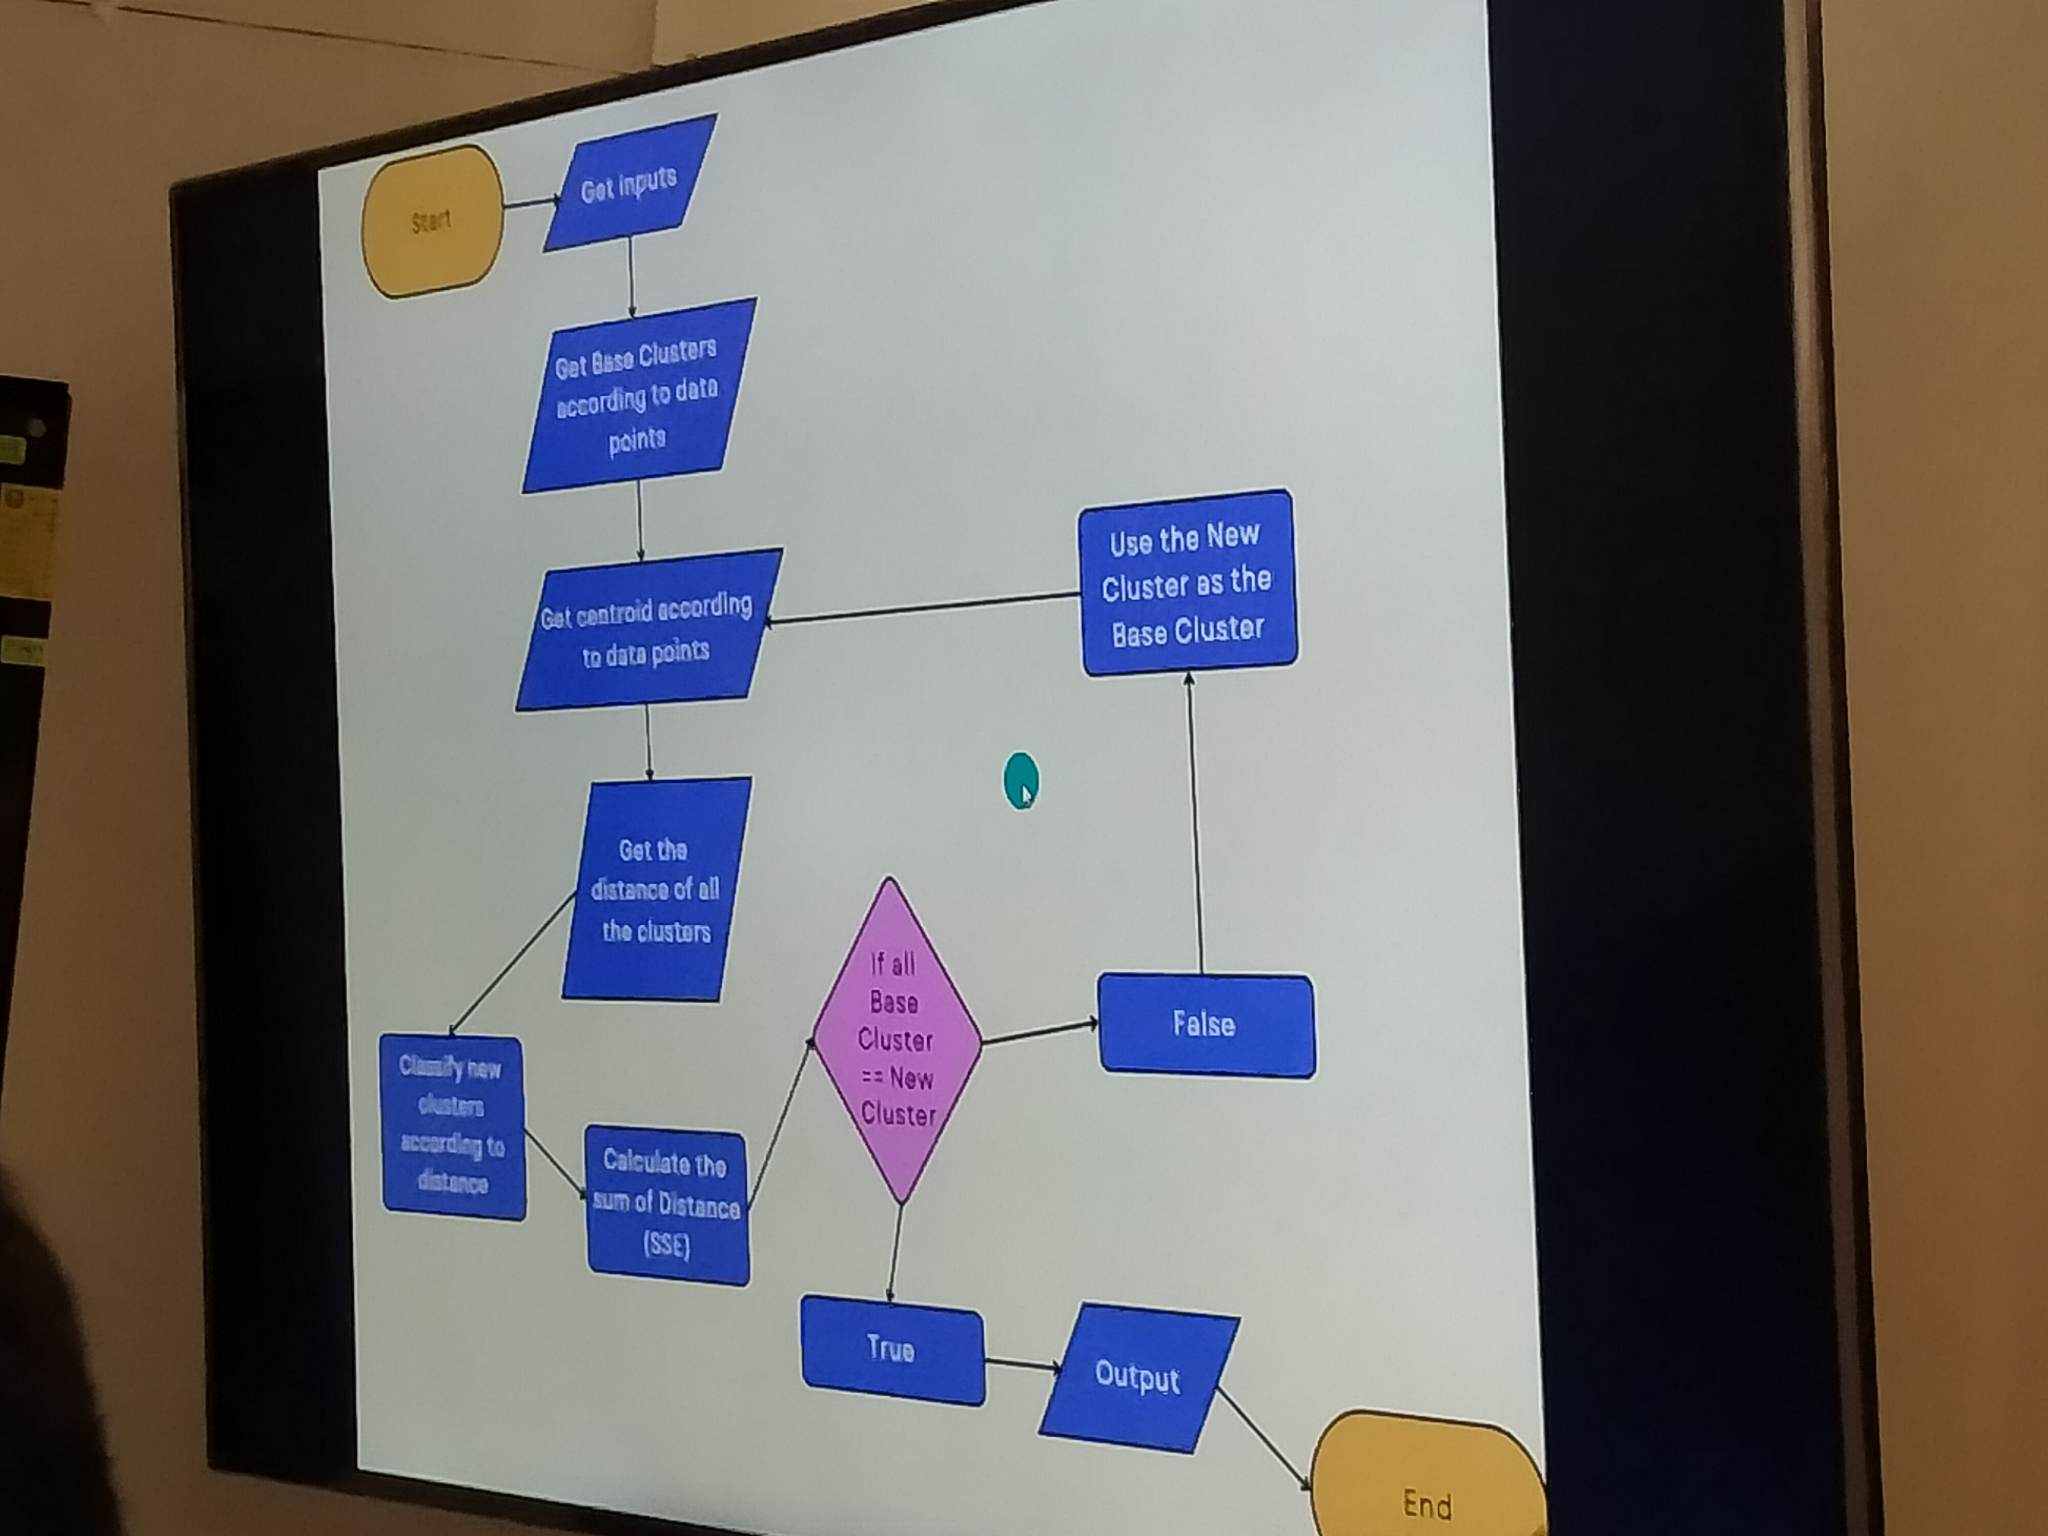 Start
Get inputs
Get Base Clusters
according to data
points
Get centroid according
to data points
Use the New
Cluster as the
Base Cluster
Get the
distance of all
the clusters
If all
Base
Cluster
== New
Cluster
False
Classify new
clusters
according to
distance
Calculate the
sum of Distance
(SSE)
True
Output
End